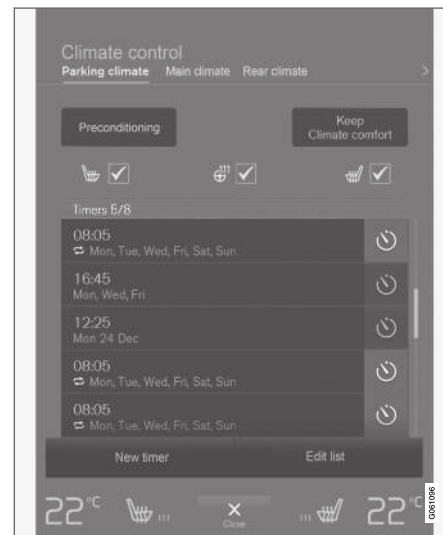 Climate control
Parking climate Main climate Rear climate >
Preconditioning
Keep
Climate comfort
Timers 5/8
08:05
Mon, Tue, Wed, Fri, Sat, Sun
16:45
Mon, Wed, Fri
12:25
Mon 24 Dec
08:05
Mon, Tue, Wed, Fri, Sat, Sun
08:05
Mon, Tue, Wed, Fri, Sat, Sun
New timer Edit list
22°C 22°C
Close
G061096